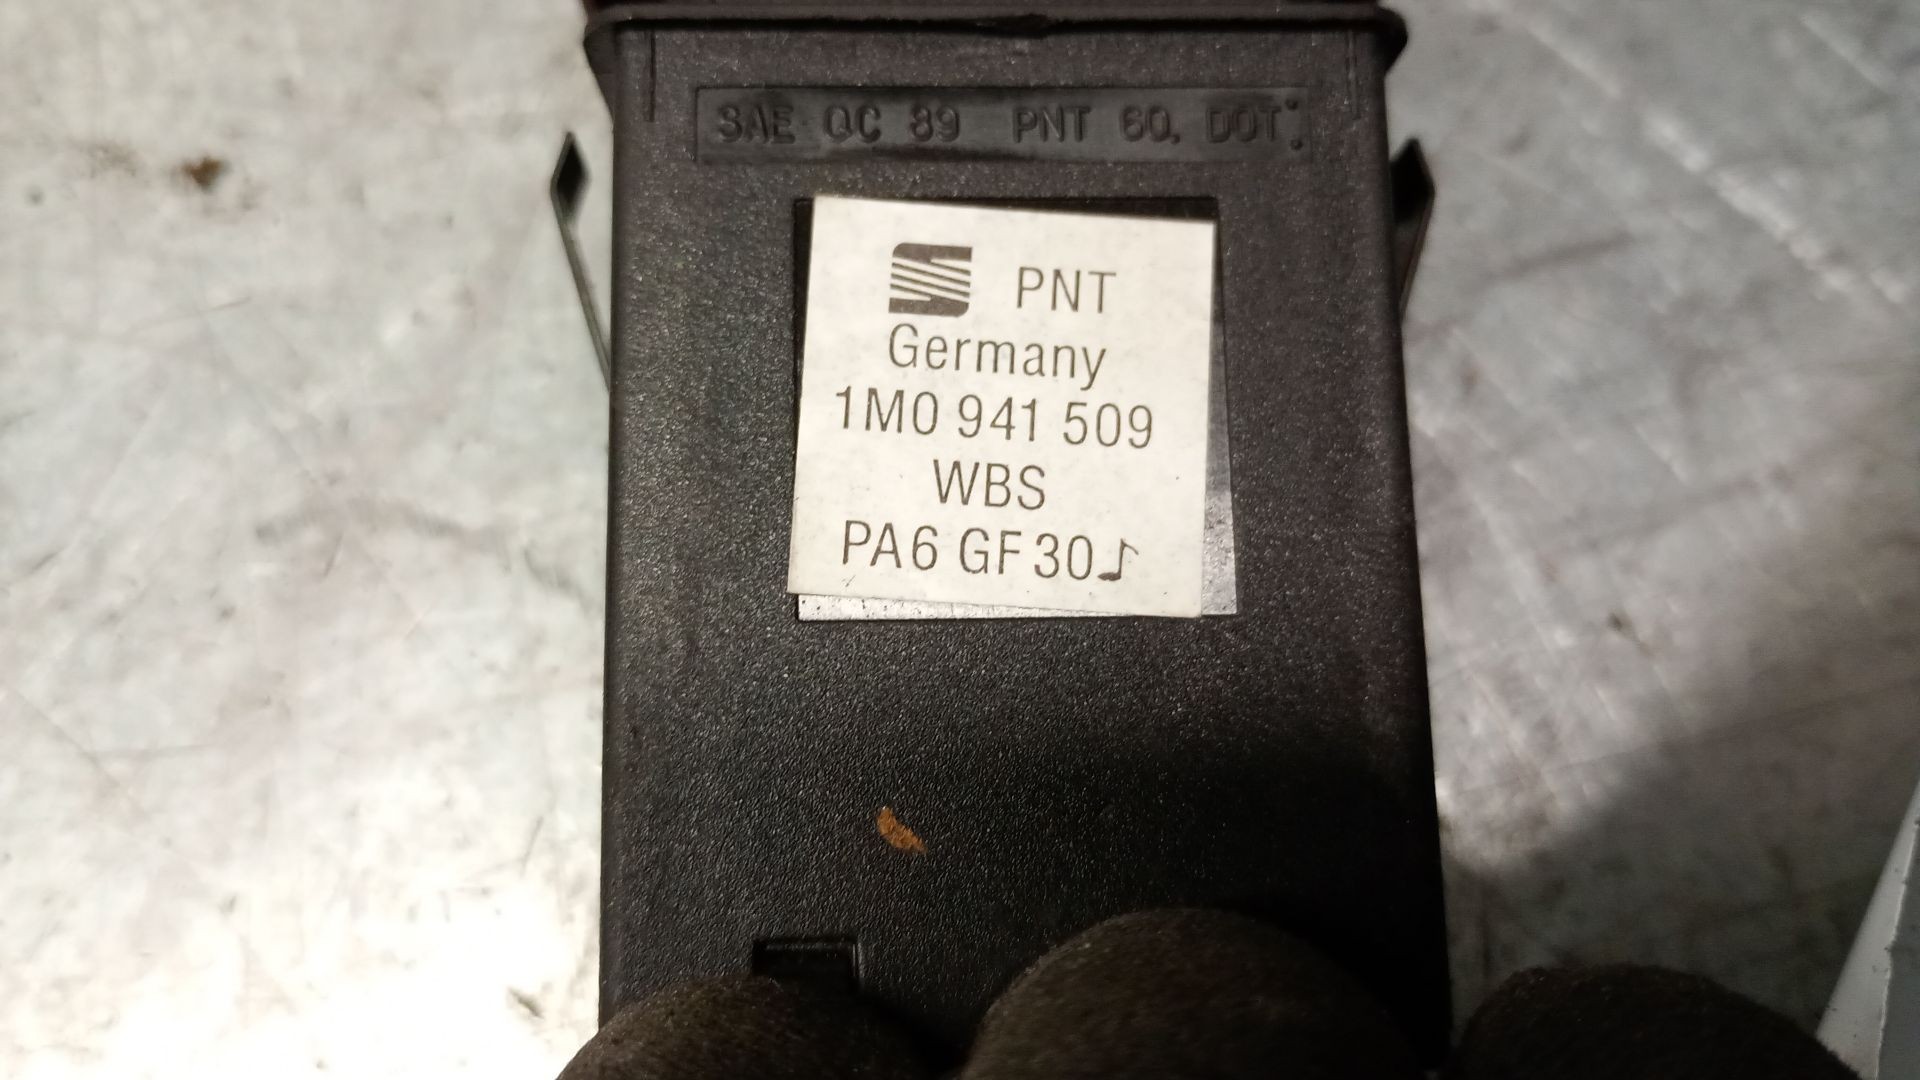 SAE QC 89 PNT 60. DOT
PNT
Germany
1M0 941 509
WBS
PA6 GF30